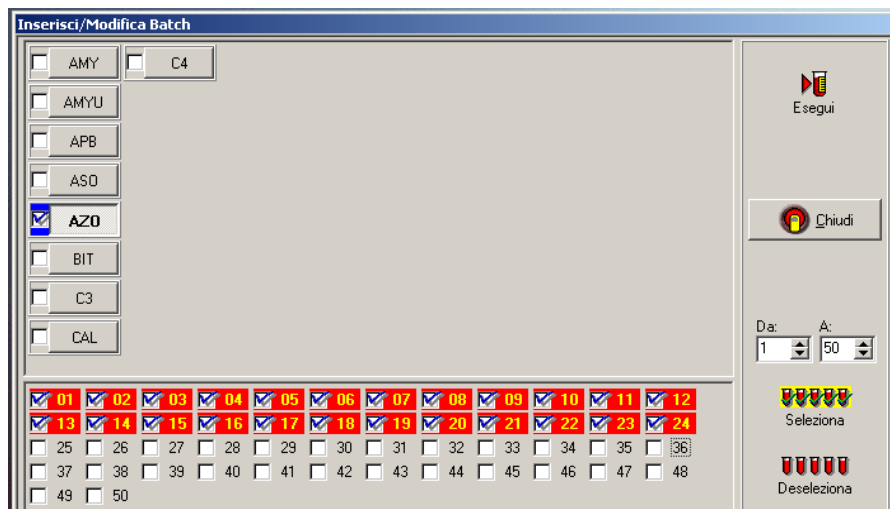 Inserisci/Modifica Batch
AMY C4
AMYU
APB
ASO
AZO
BIT
C3
CAL
Esegui
Chiudi
Da: A:
1 50
Seleziona
Deseleziona
01 02 03 04 05 06 07 08 09 10 11 12
13 14 15 16 17 18 19 20 21 22 23 24
25 26 27 28 29 30 31 32 33 34 35 36
37 38 39 40 41 42 43 44 45 46 47 48
49 50